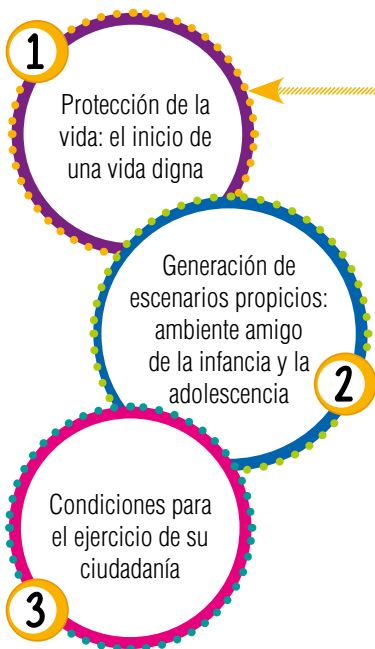 1
Protección de la
vida: el inicio de
una vida digna
Generación de
escenarios propicios:
ambiente amigo
de la infancia y la
adolescencia
2
Condiciones para
el ejercicio de su
ciudadanía
3